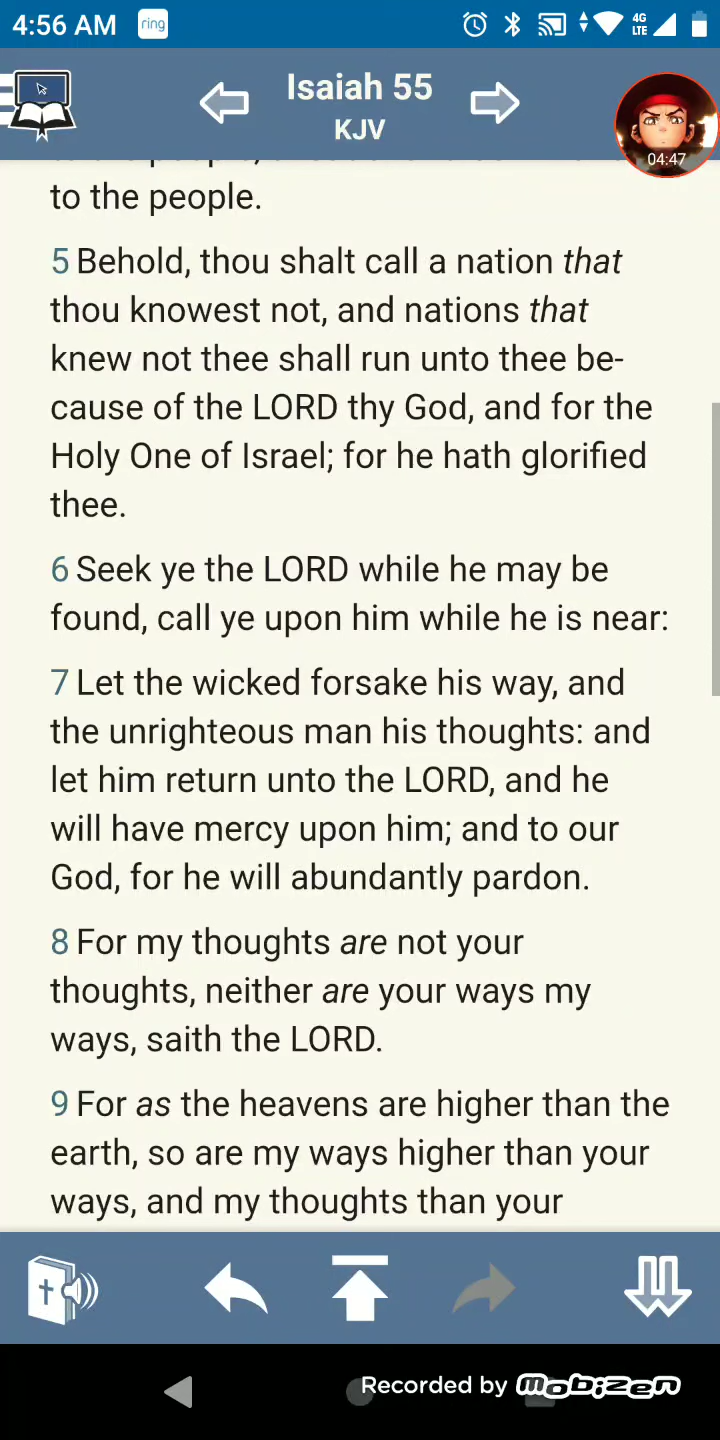 4:56 AM ring 4G LTE
Isaiah 55
KJV
04:47
to the people.
5 Behold, thou shalt call a nation that
thou knowest not, and nations that
knew not thee shall run unto thee be-
cause of the LORD thy God, and for the
Holy One of Israel; for he hath glorified
thee.
6 Seek ye the LORD while he may be
found, call ye upon him while he is near:
7 Let the wicked forsake his way, and
the unrighteous man his thoughts: and
let him return unto the LORD, and he
will have mercy upon him; and to our
God, for he will abundantly pardon.
8 For my thoughts are not your
thoughts, neither are your ways my
ways, saith the LORD.
9 For as the heavens are higher than the
earth, so are my ways higher than your
ways, and my thoughts than your
Recorded by mobizen